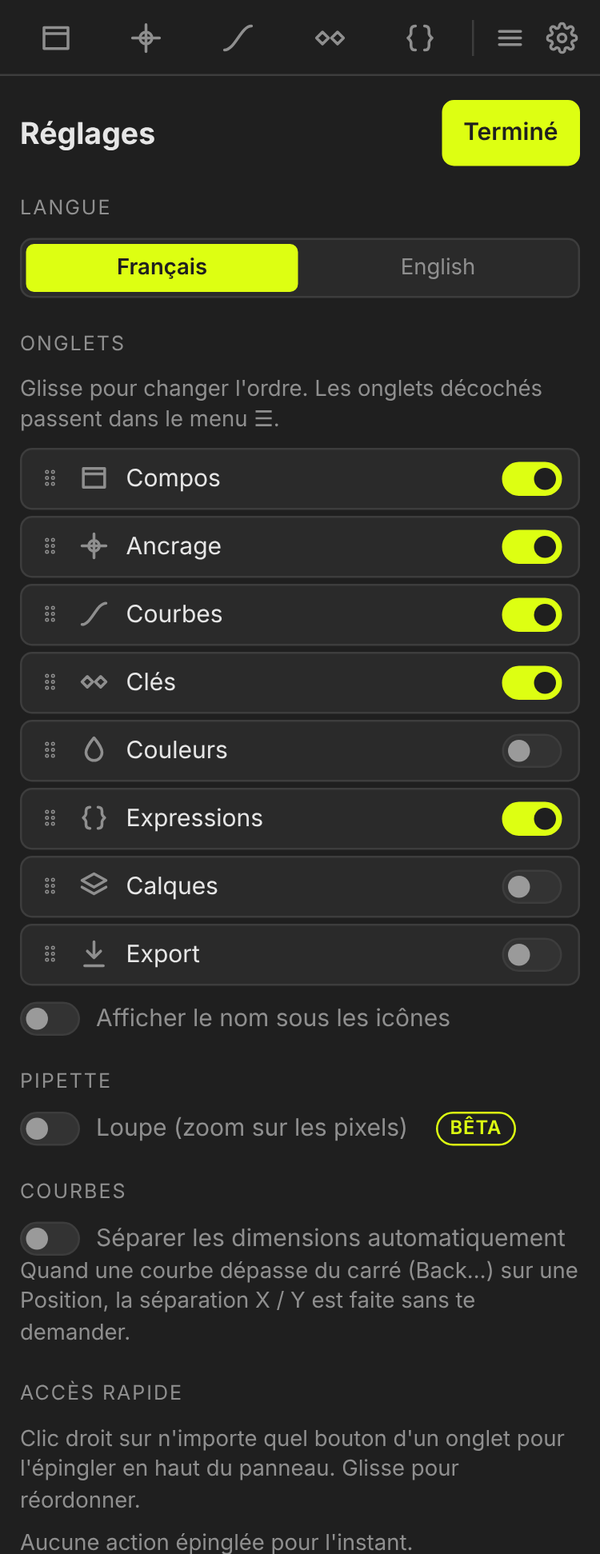 Réglages
Terminé
LANGUE
Français
English
ONGLETS
Glisse pour changer l'ordre. Les onglets décochés
passent dans le menu ☰.
Compos
Ancrage
Courbes
Clés
Couleurs
{} Expressions
Calques
Export
Afficher le nom sous les icônes
PIPETTE
Loupe (zoom sur les pixels)
BÊTA
COURBES
Séparer les dimensions automatiquement
Quand une courbe dépasse du carré (Back…) sur une
Position, la séparation X / Y est faite sans te
demander.
ACCÈS RAPIDE
Clic droit sur n'importe quel bouton d'un onglet pour
l'épingler en haut du panneau. Glisse pour
réordonner.
Aucune action épinglée pour l'instant.